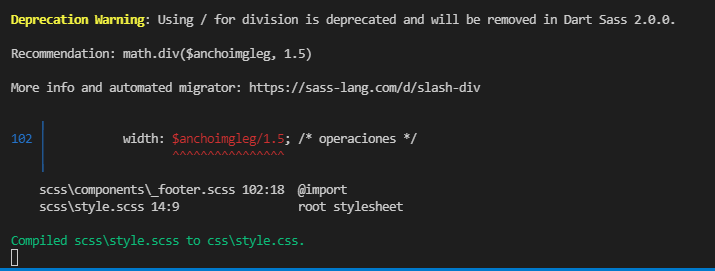 Deprecation Warning: Using / for division is deprecated and will be removed in Dart Sass 2.0.0.
Recommendation: math.div($anchoimgleg, 1.5)
More info and automated migrator: https://sass-lang.com/d/slash-div
102 │ width: $anchoimgleg/1.5; /* operaciones */
^^^^^^^^^^^^^^^^
scss\components\_footer.scss 102:18 @import
scss\style.scss 14:9 root stylesheet
Compiled scss\style.scss to css\style.css.